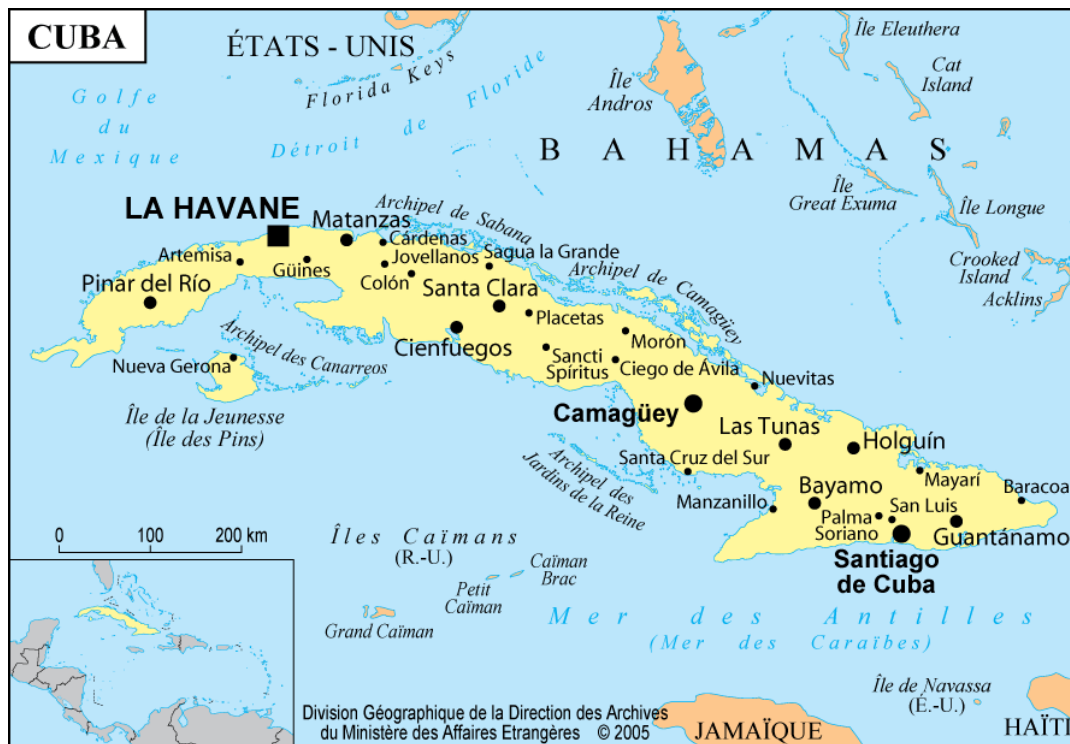 CUBA
ÉTATS - UNIS
Florida Keys
Golfe
du
Mexique
Détroit de Floride
Île
Andros
Île Eleuthera
Cat
Island
BAHAMAS
Île
Great Exuma
Île Longue
Crooked
Island
Acklins
LA HAVANE
Matanzas
Archipel de Sabana
Cárdenas
Jovellanos
Sagua la Grande
Artemisa
Güines
Colón
Archipel de Camagüey
Pinar del Río
Santa Clara
Placetas
Morón
Cienfuegos
Sancti
Spíritus
Ciego de Ávila
Nuevitas
Archipel des Canarreos
Nueva Gerona
Île de la Jeunesse
(Île des Pins)
Camagüey
Las Tunas
Holguín
Santa Cruz del Sur
Archipel des
Jardins de la Reine
Mayarí
Baracoa
Manzanillo
Bayamo
San Luis
Palma
Soriano
Guantánamo
Santiago
de Cuba
0 100 200 km
Îles Caïmans
(R.-U.)
Caïman
Brac
Petit
Caïman
Grand Caïman
Mer des Antilles
(Mer des Caraïbes)
Île de Navassa
(É.-U.)
JAMAÏQUE
HAÏTI
Division Géographique de la Direction des Archives
du Ministère des Affaires Etrangères © 2005